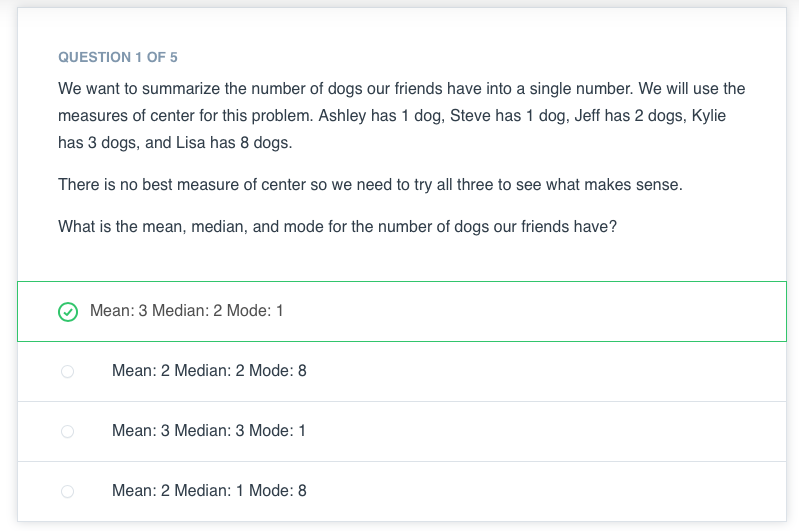 QUESTION 1 OF 5
We want to summarize the number of dogs our friends have into a single number. We will use the
measures of center for this problem. Ashley has 1 dog, Steve has 1 dog, Jeff has 2 dogs, Kylie
has 3 dogs, and Lisa has 8 dogs.
There is no best measure of center so we need to try all three to see what makes sense.
What is the mean, median, and mode for the number of dogs our friends have?
Mean: 3 Median: 2 Mode: 1
Mean: 2 Median: 2 Mode: 8
Mean: 3 Median: 3 Mode: 1
Mean: 2 Median: 1 Mode: 8